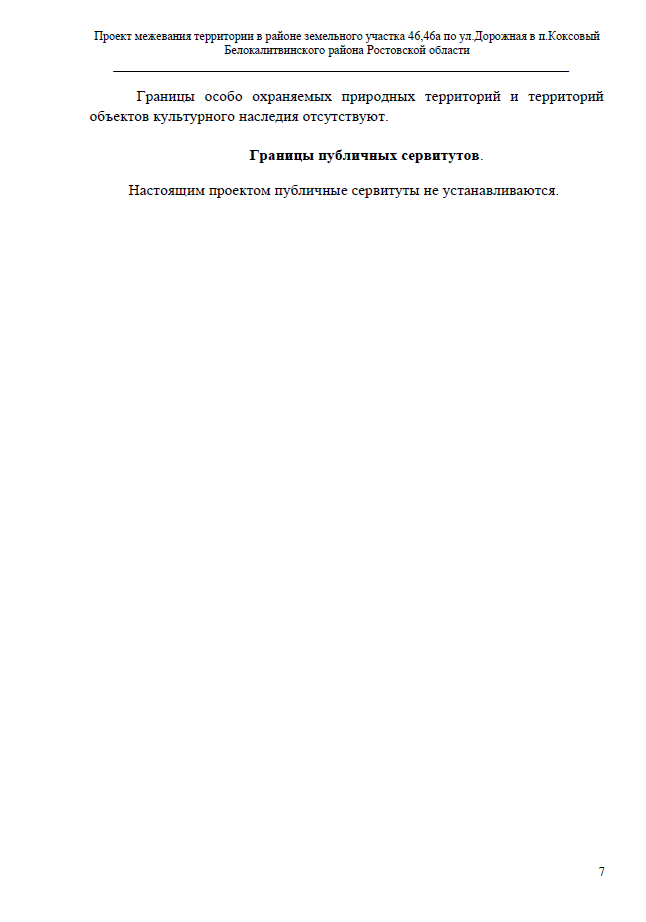 Проект межевания территории в районе земельного участка 46,46а по ул.Дорожная в п.Коксовый
Белокалитвинского района Ростовской области
Границы особо охраняемых природных территорий и территорий
объектов культурного наследия отсутствуют.
Границы публичных сервитутов.
Настоящим проектом публичные сервитуты не устанавливаются.
7